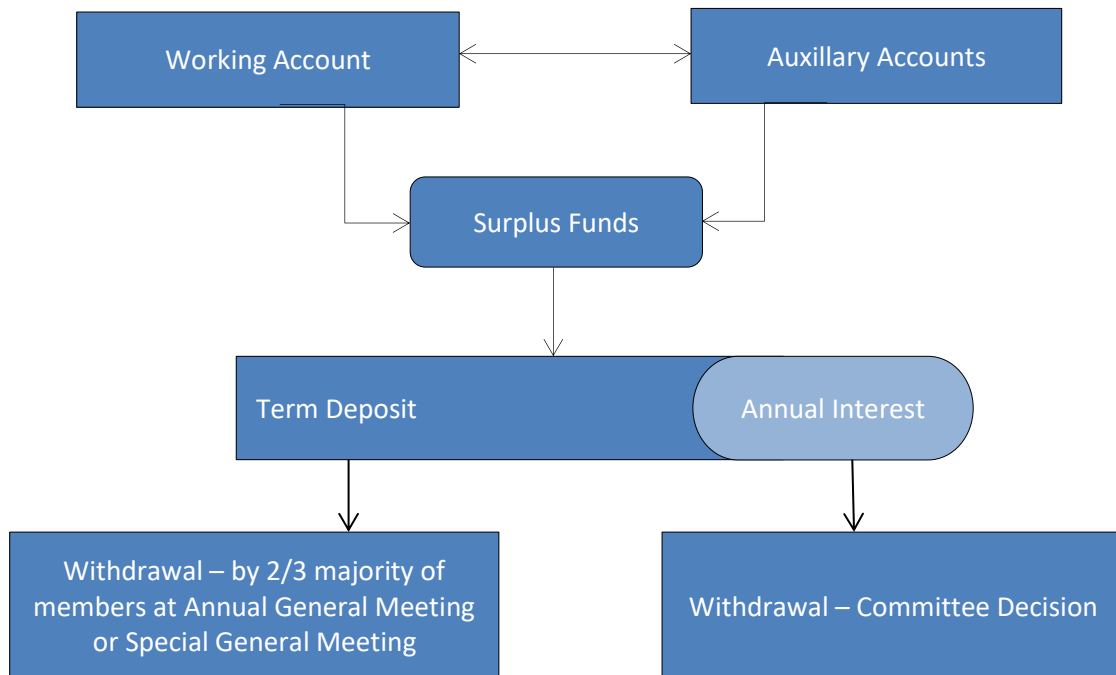 Working Account
Auxillary Accounts
Surplus Funds
Term Deposit
Annual Interest
Withdrawal – by 2/3 majority of
members at Annual General Meeting
or Special General Meeting
Withdrawal – Committee Decision